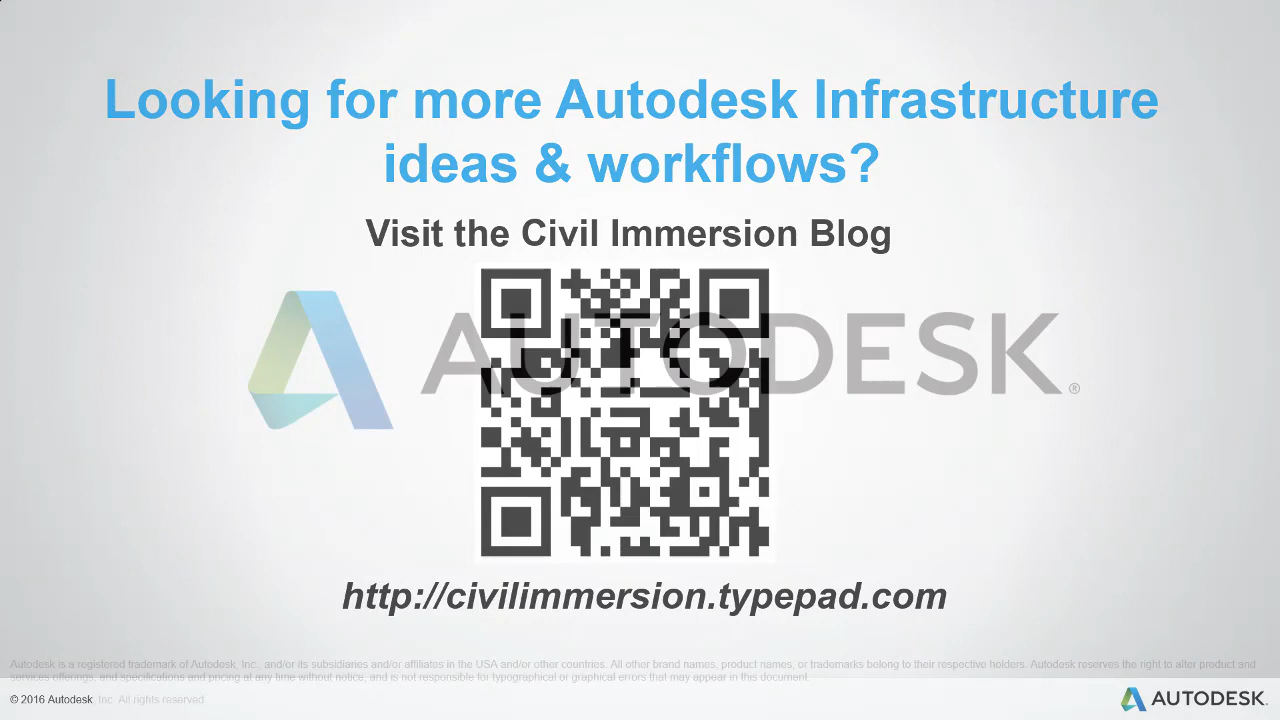 Looking for more Autodesk Infrastructure
ideas & workflows?
Visit the Civil Immersion Blog
AUTODESK®
http://civilimmersion.typepad.com
Autodesk is a registered trademark of Autodesk, Inc. and/or its subsidiaries and/or affiliates in the USA and/or other countries. All other brand names, product names, or trademarks belong to their respective holders. Autodesk reserves the right to alter product and
services offerings, and specifications and pricing at any time without notice, and is not responsible for typographical or graphical errors that may appear in this document.
© 2016 Autodesk, Inc. All rights reserved
AUTODESK.